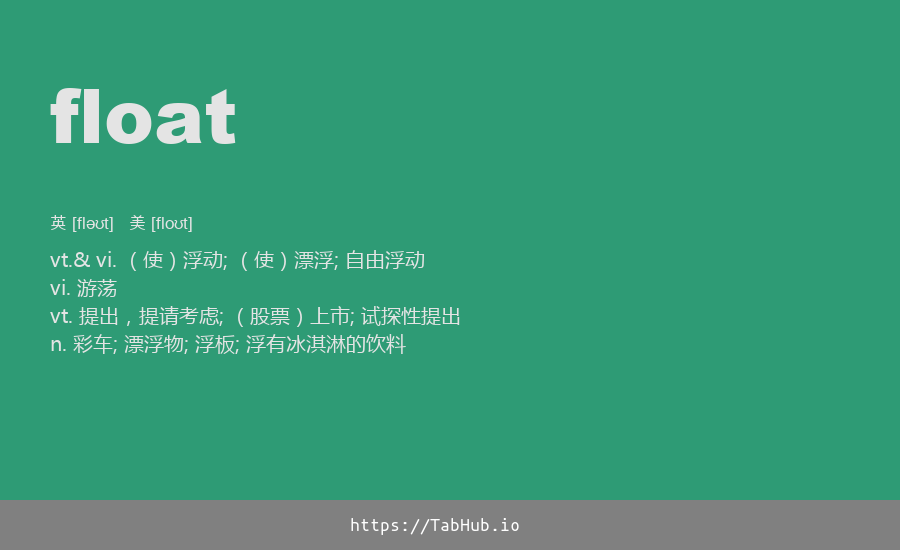 float
英 [fləʊt] 美 [floʊt]
vt.& vi. （使）浮动; （使）漂浮; 自由浮动
vi. 游荡
vt. 提出，提请考虑; （股票）上市; 试探性提出
n. 彩车; 漂浮物; 浮板; 浮有冰淇淋的饮料
https://TabHub.io